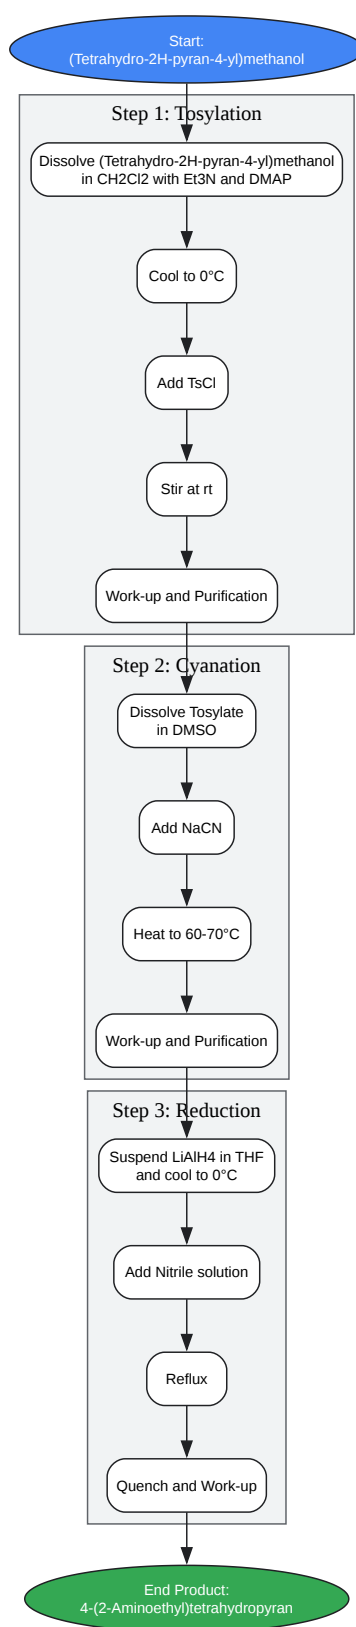 Start:
(Tetrahydro-2H-pyran-4-yl)methanol
Step 1: Tosylation
Dissolve (Tetrahydro-2H-pyran-4-yl)methanol
in CH2Cl2 with Et3N and DMAP
Cool to 0°C
Add TsCl
Stir at rt
Work-up and Purification
Step 2: Cyanation
Dissolve Tosylate
in DMSO
Add NaCN
Heat to 60-70°C
Work-up and Purification
Step 3: Reduction
Suspend LiAlH4 in THF
and cool to 0°C
Add Nitrile solution
Reflux
Quench and Work-up
End Product:
4-(2-Aminoethyl)tetrahydropyran